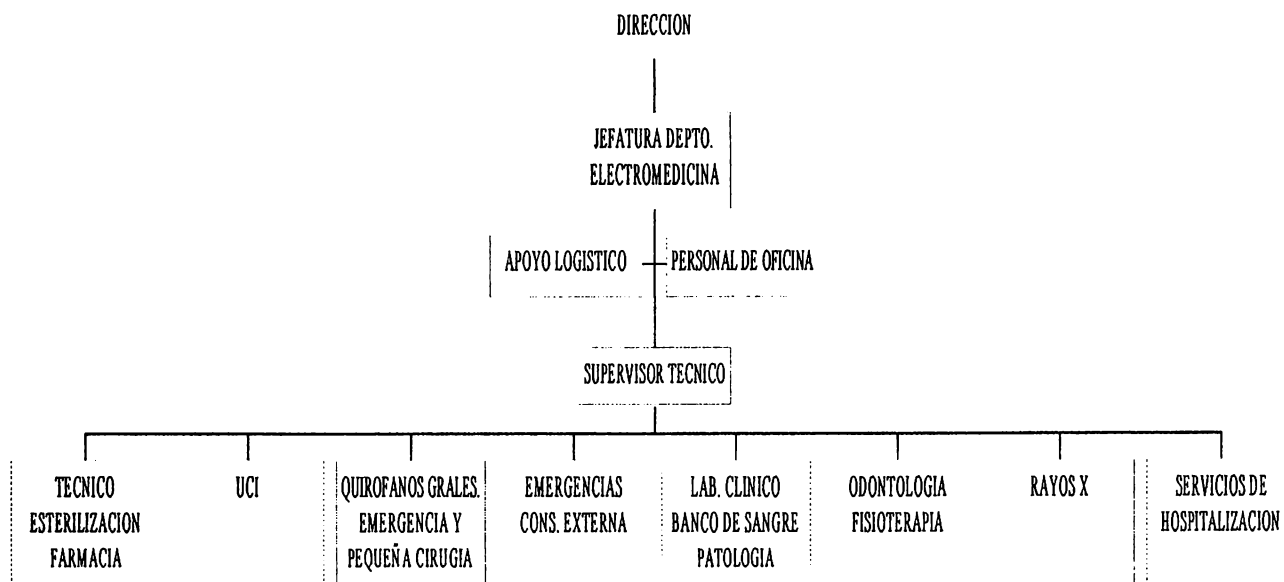 DIRECCION
JEFATURA DEPTO.
ELECTROMEDICINA
APOYO LOGISTICO
PERSONAL DE OFICINA
SUPERVISOR TECNICO
TECNICO
ESTERILIZACION
FARMACIA
UCI
QUIROFANOS GRALES.
EMERGENCIA Y
PEQUEÑA CIRUGIA
EMERGENCIAS
CONS. EXTERNA
LAB. CLINICO
BANCO DE SANGRE
PATOLOGIA
ODONTOLOGIA
FISIOTERAPIA
RAYOS X
SERVICIOS DE
HOSPITALIZACION